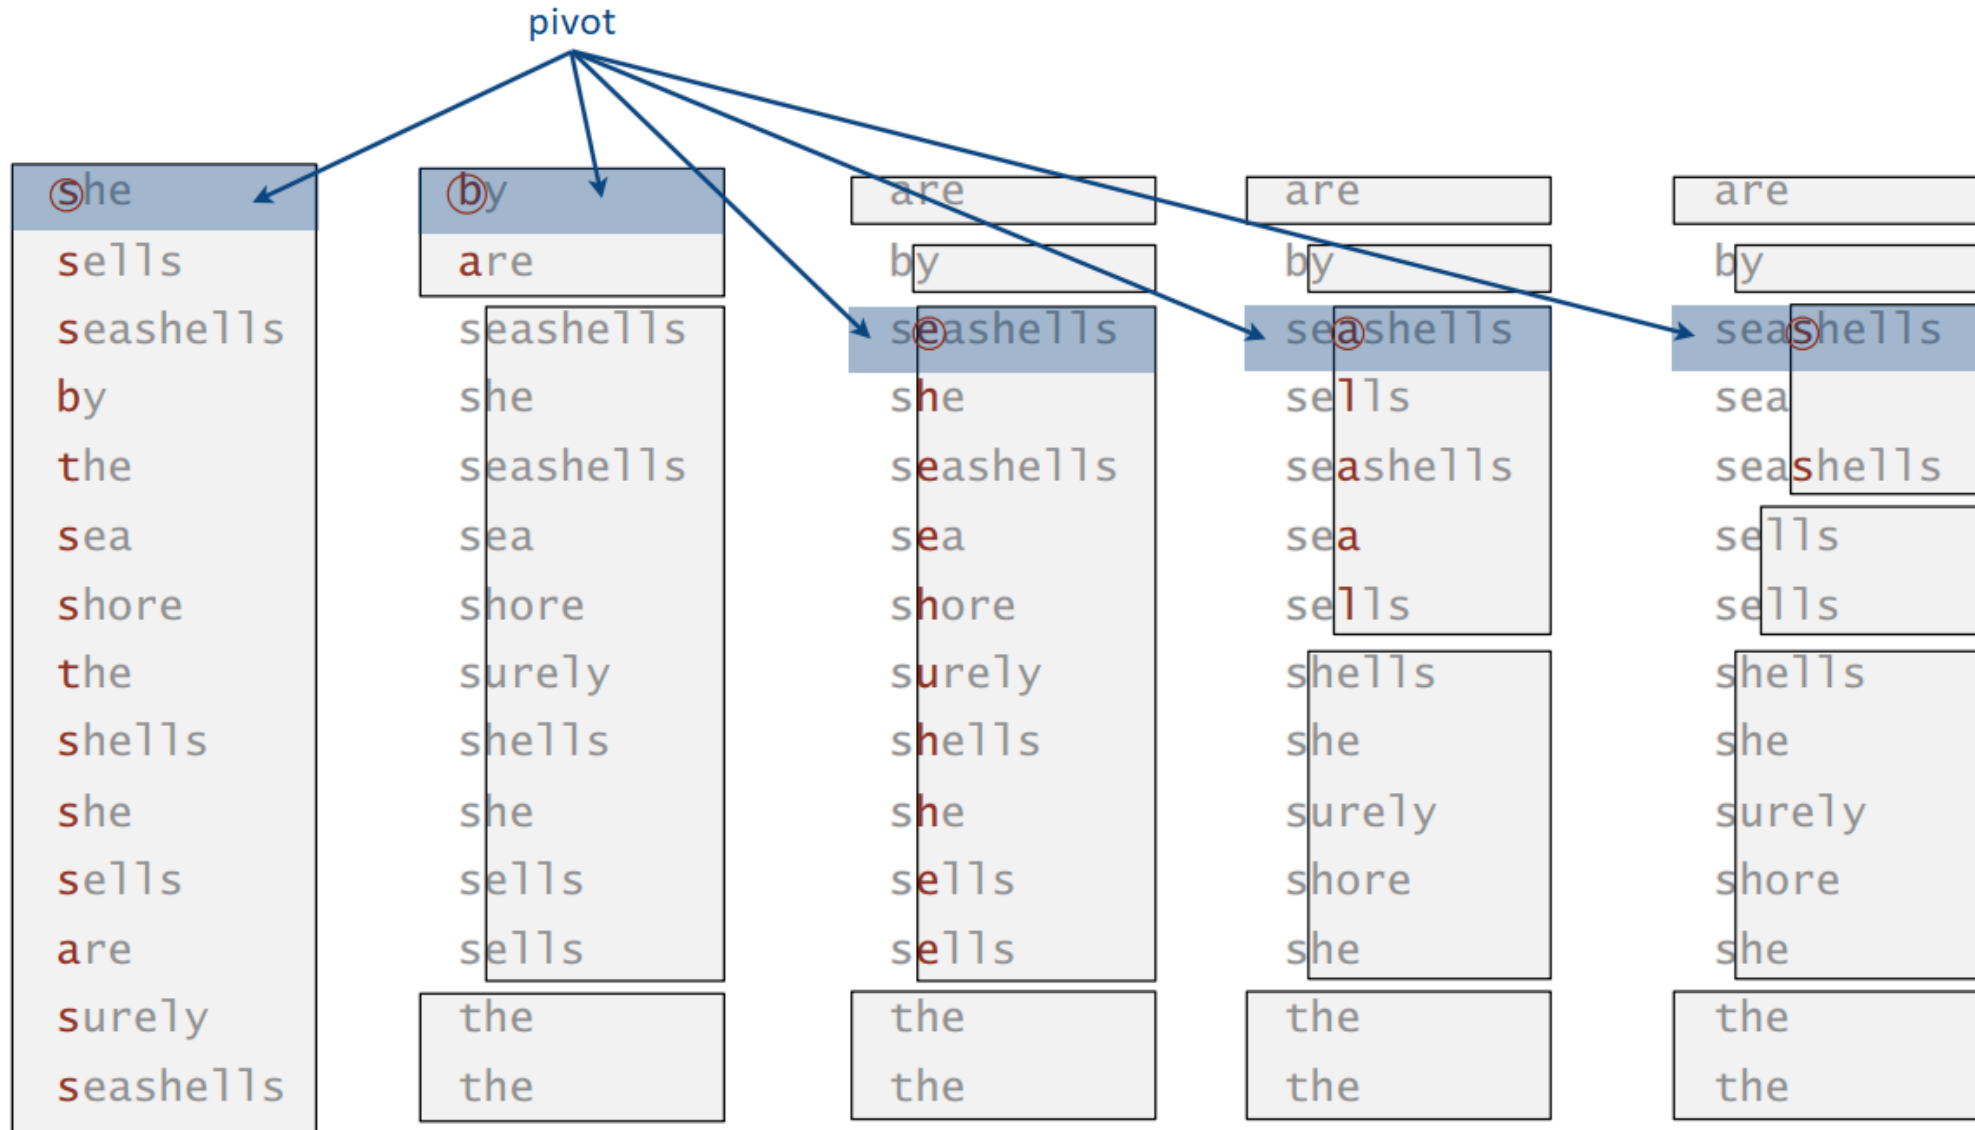 pivot
she by are are are
sells are by by by
seashells seashells seashells seashells seashells
by she she sells sea
the seashells seashells seashells seashells
sea sea sea sea sells
shore shore shore sells sells
the surely surely shells shells
shells shells shells she she
she she she surely surely
sells sells sells shore shore
are sells sells she she
surely the the the the
seashells the the the the